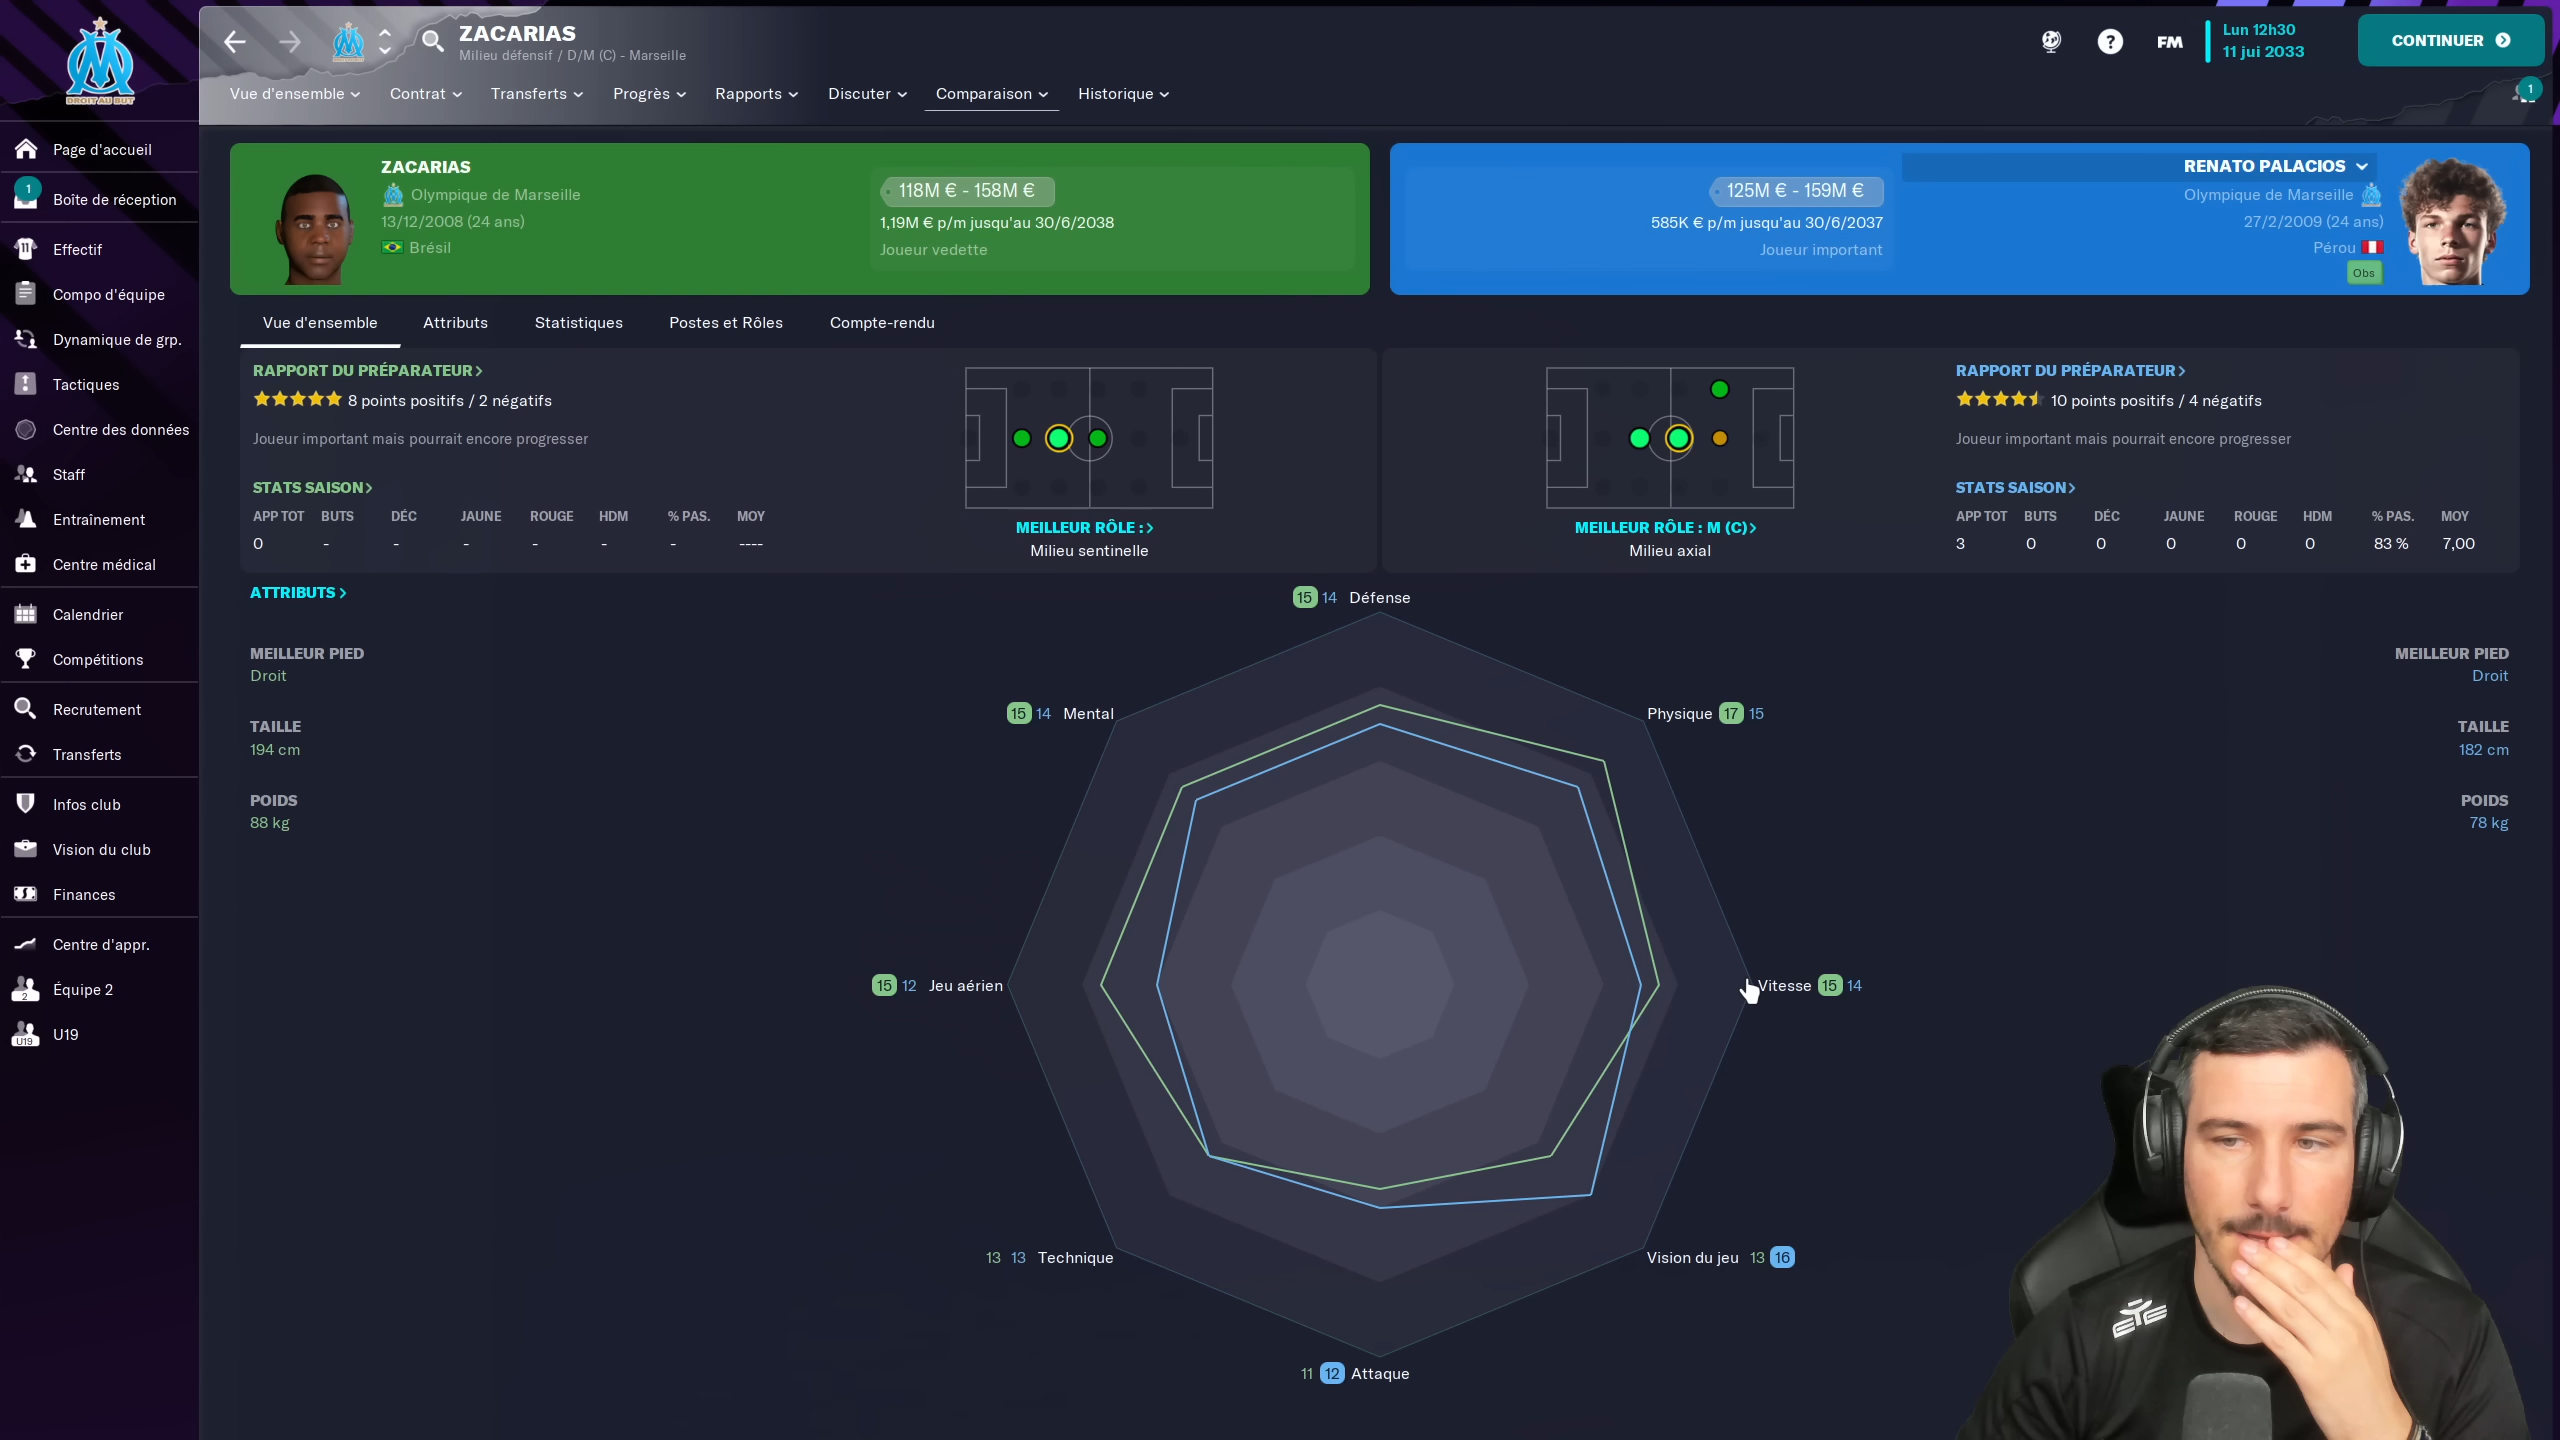 DROIT AU BUT
ZACARIAS
Milieu défensif / D/M (C) - Marseille
FM
Lun 12h30
11 jui 2033
CONTINUER
Vue d'ensemble
Contrat
Transferts
Progrès
Rapports
Discuter
Comparaison
Historique
1
Page d'accueil
1
Boîte de réception
11
Effectif
Compo d'équipe
Dynamique de grp.
Tactiques
Centre des données
Staff
Entraînement
Centre médical
Calendrier
Compétitions
Recrutement
Transferts
Infos club
Vision du club
Finances
Centre d'appr.
2
Équipe 2
U19
U19
ZACARIAS
Olympique de Marseille
13/12/2008 (24 ans)
Brésil
118M € - 158M €
1,19M € p/m jusqu'au 30/6/2038
Joueur vedette
125M € - 159M €
585K € p/m jusqu'au 30/6/2037
Joueur important
RENATO PALACIOS
Olympique de Marseille
27/2/2009 (24 ans)
Pérou
Obs
Vue d'ensemble
Attributs
Statistiques
Postes et Rôles
Compte-rendu
RAPPORT DU PRÉPARATEUR
8 points positifs / 2 négatifs
Joueur important mais pourrait encore progresser
STATS SAISON
APP TOT BUTS DÉC JAUNE ROUGE HDM % PAS. MOY
0 - - - - - - ----
MEILLEUR RÔLE :
Milieu sentinelle
MEILLEUR RÔLE : M (C)
Milieu axial
RAPPORT DU PRÉPARATEUR
10 points positifs / 4 négatifs
Joueur important mais pourrait encore progresser
STATS SAISON
APP TOT BUTS DÉC JAUNE ROUGE HDM % PAS. MOY
3 0 0 0 0 0 83 % 7,00
ATTRIBUTS
MEILLEUR PIED
Droit
TAILLE
194 cm
POIDS
88 kg
15 14 Défense
15 14 Mental
Physique 17 15
15 12 Jeu aérien
Vitesse 15 14
13 13 Technique
Vision du jeu 13 16
11 12 Attaque
MEILLEUR PIED
Droit
TAILLE
182 cm
POIDS
78 kg
ETE